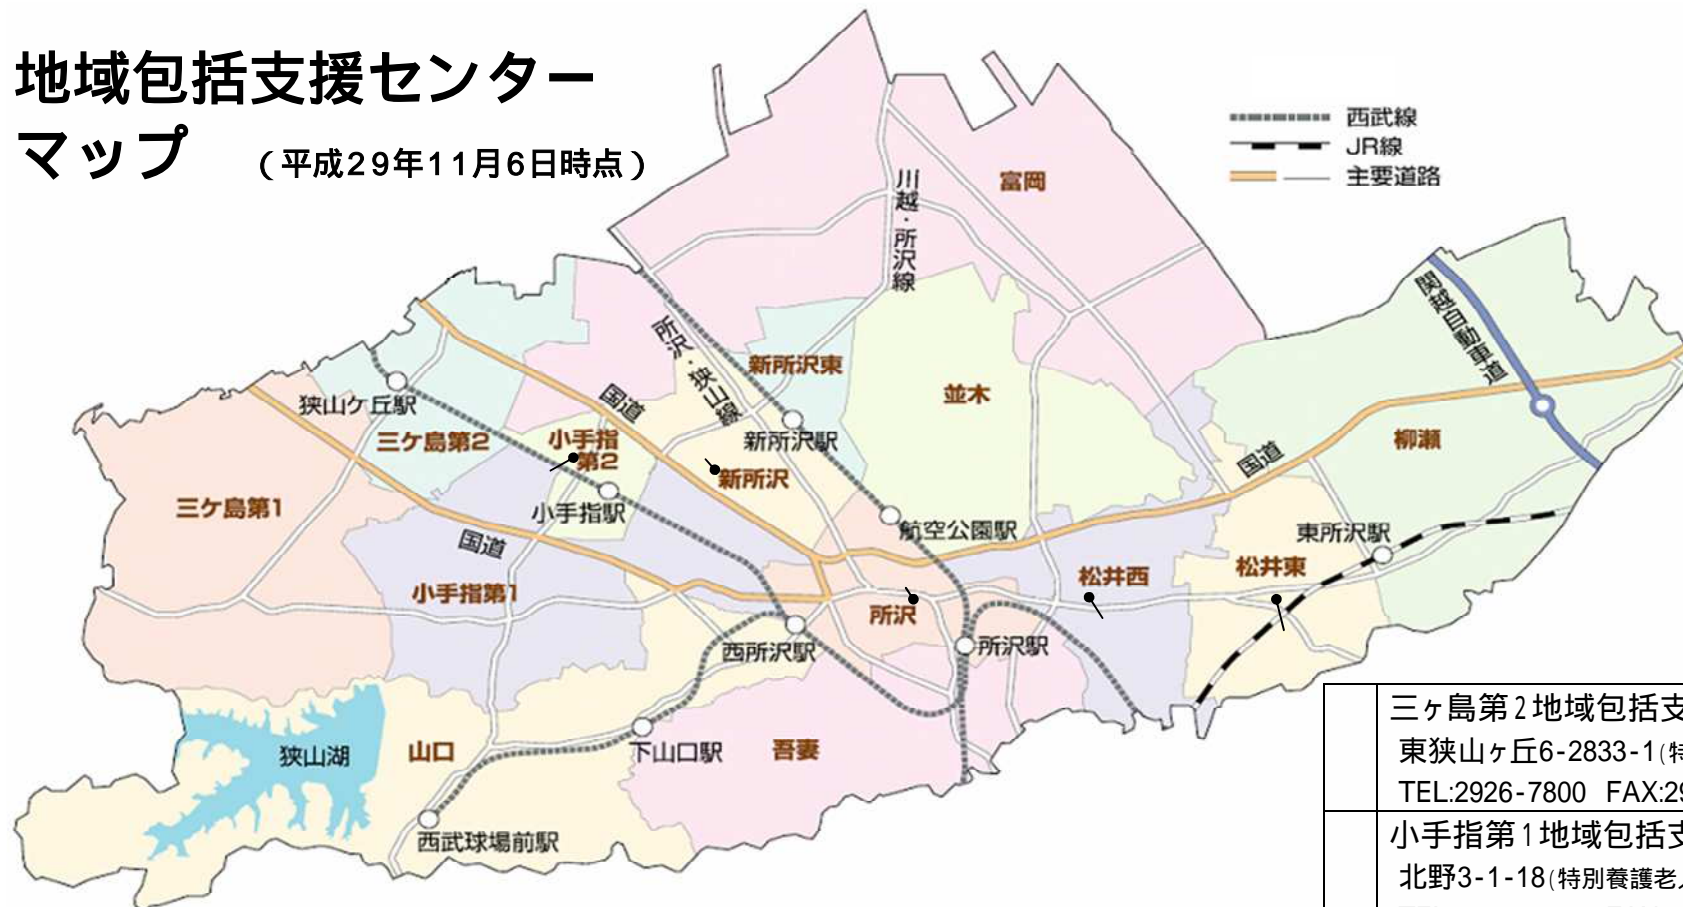 地域包括支援センター
マップ （平成29年11月6日時点）
西武線
JR線
主要道路
富岡
川越・所沢線
関越自動車道
所沢・狭山線
新所沢東
並木
狭山ケ丘駅
国道
三ケ島第2
小手指
第2
新所沢駅
新所沢
国道
柳瀬
三ケ島第1
小手指駅
国道
航空公園駅
東所沢駅
小手指第1
松井西
松井東
所沢
西所沢駅
所沢駅
狭山湖
山口
下山口駅
吾妻
西武球場前駅
三ヶ島第2地域包括支
東狭山ヶ丘6-2833-1(特
TEL:2926-7800 FAX:29
小手指第1地域包括支
北野3-1-18(特別養護老